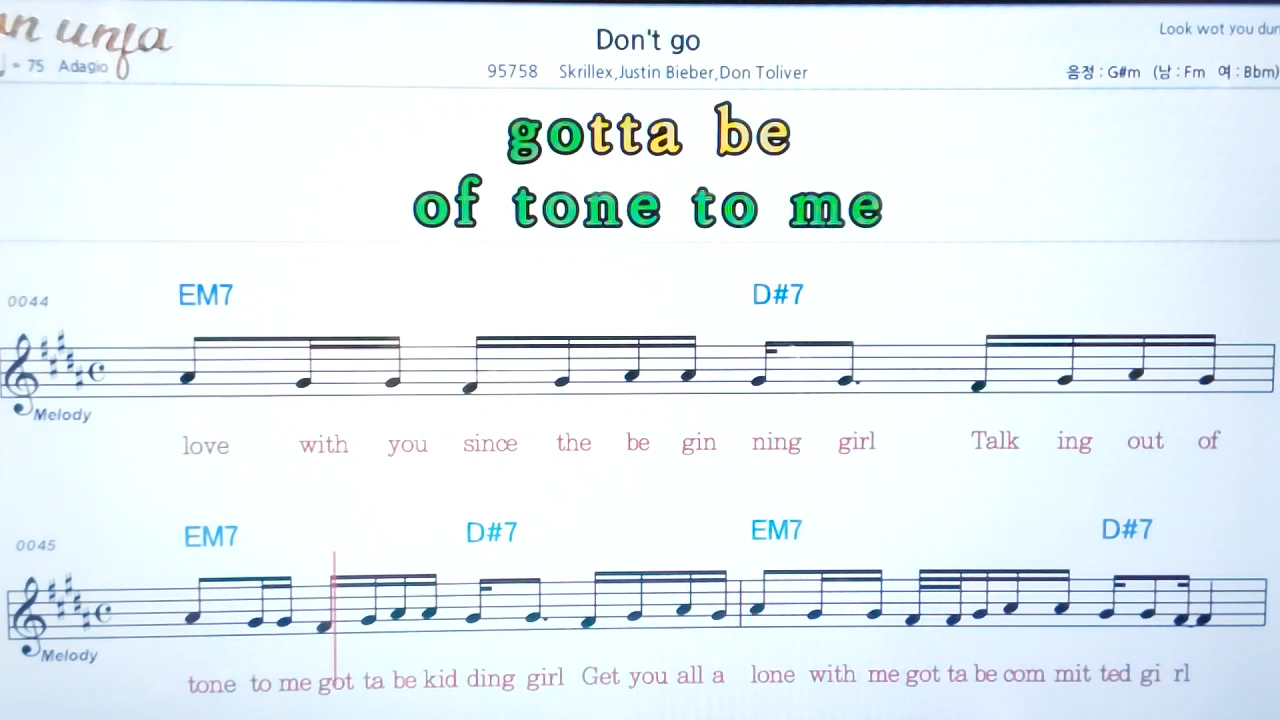 Don't go
Look wot you dun
= 75 Adagio
95758 Skrillex,Justin Bieber,Don Toliver
음정 : G#m (남 : Fm 여 : Bbm)
gotta be
of tone to me
EM7 D#7
0044
Melody
love with you since the be gin ning girl Talk ing out of
EM7 D#7 EM7 D#7
0045
Melody
tone to me got ta be kid ding girl Get you all a lone with me got ta be com mit ted gi rl